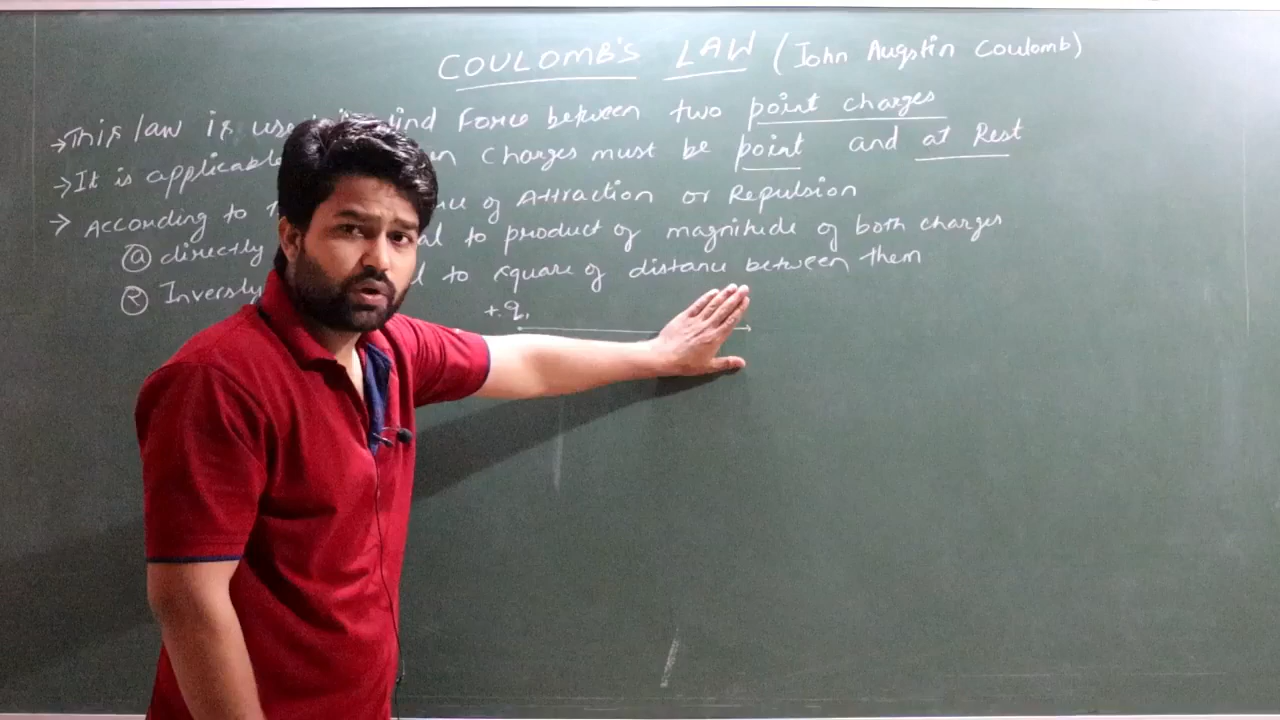 COULOMB'S LAW (John Augstin Coulomb)
→ This law is use find Force between two point charges
→ It is applicable Charges must be point and at Rest
→ According to of Attraction or Repulsion
ⓐ directly to product of magnitude of both charges
② Inversly to square of distance between them
+q₁